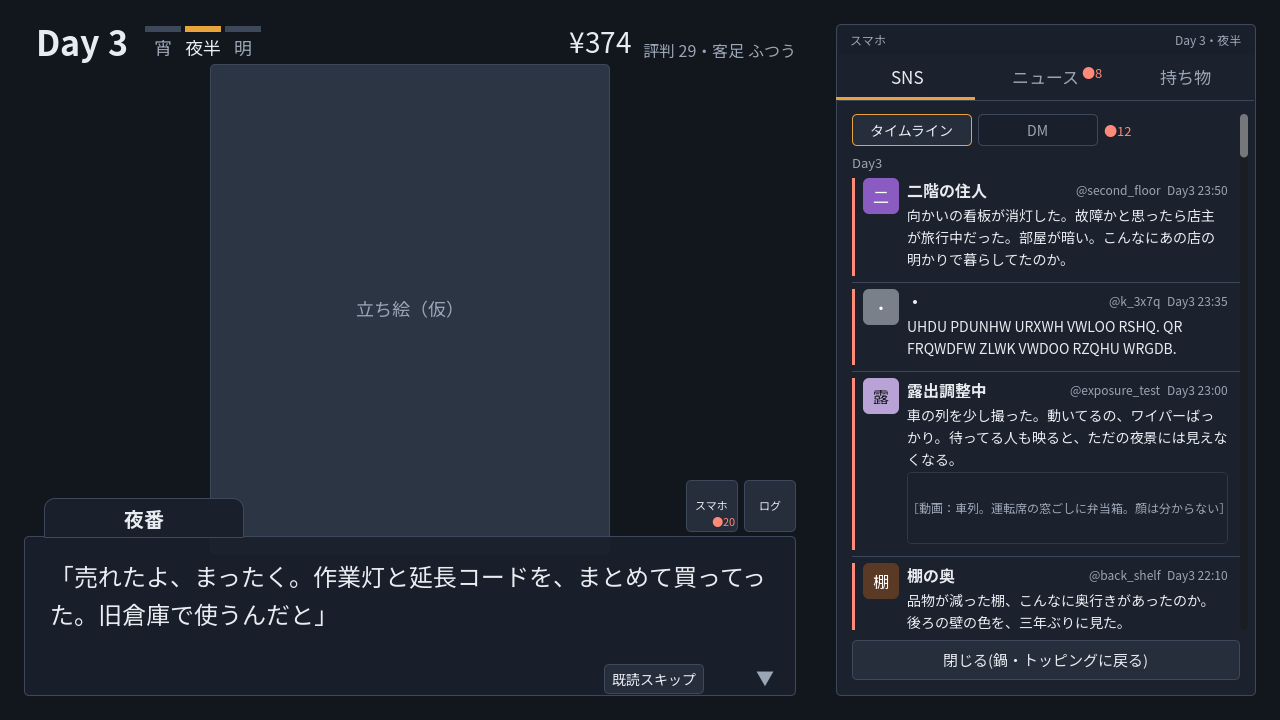 Day 3
宵 夜半 明
¥374 評判 29・客足 ふつう
立ち絵（仮）
スマホ
20
ログ
夜番
「売れたよ、まったく。作業灯と延長コードを、まとめて買ってっ
た。旧倉庫で使うんだと」
既読スキップ ▼
スマホ Day 3・夜半
SNS ニュース 8 持ち物
タイムライン DM 12
Day3
二 二階の住人 @second_floor Day3 23:50
向かいの看板が消灯した。故障かと思ったら店主
が旅行中だった。部屋が暗い。こんなにあの店の
明かりで暮らしてたのか。
・ ・ @k_3x7q Day3 23:35
UHDU PDUNHW URXWH VWLOO RSHQ. QR
FRQWDFW ZLWK VWDOO RZQHU WRGDB.
露 露出調整中 @exposure_test Day3 23:00
車の列を少し撮った。動いてるの、ワイパーばっ
かり。待ってる人も映ると、ただの夜景には見えな
くなる。
［動画：車列。運転席の窓ごしに弁当箱。顔は分からない］
棚 棚の奥 @back_shelf Day3 22:10
品物が減った棚、こんなに奥行きがあったのか。
後ろの壁の色を、三年ぶりに見た。
閉じる(鍋・トッピングに戻る)